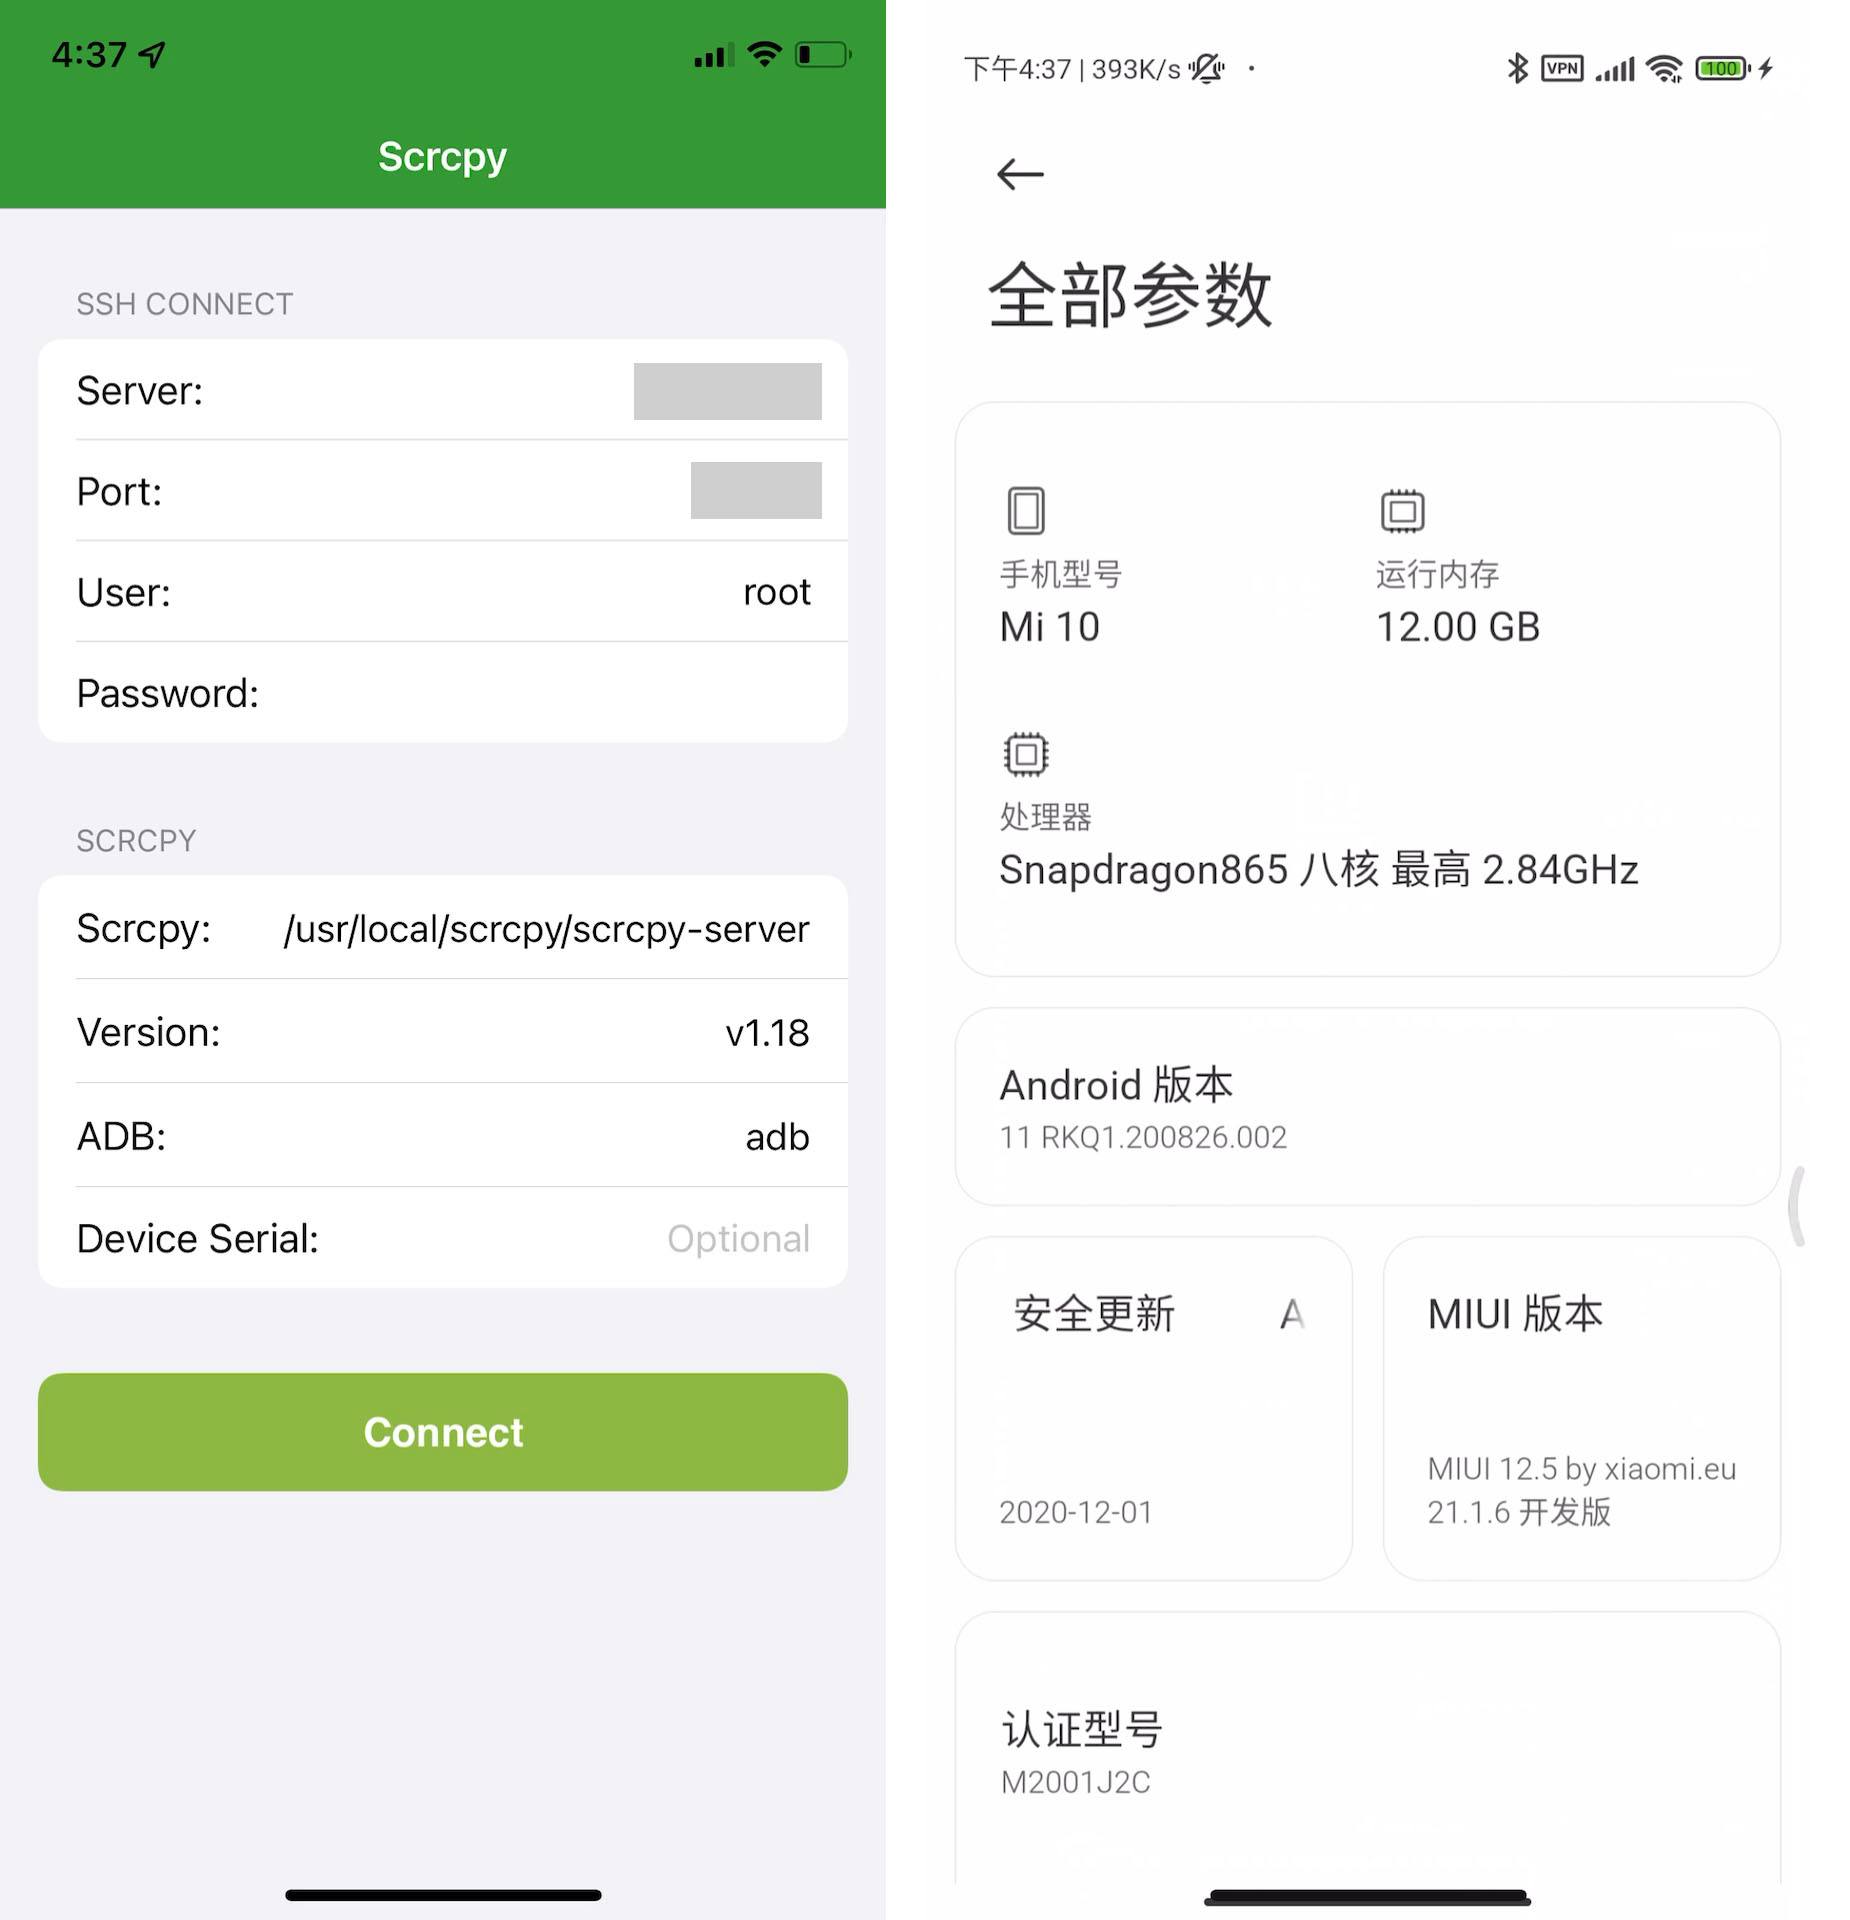 4:37
Scrcpy
SSH CONNECT
Server:
Port:
User: root
Password:
SCRCPY
Scrcpy: /usr/local/scrcpy/scrcpy-server
Version: v1.18
ADB: adb
Device Serial: Optional
Connect
下午4:37 | 393K/s
VPN
100
全部参数
手机型号
Mi 10
运行内存
12.00 GB
处理器
Snapdragon865 八核 最高 2.84GHz
Android 版本
11 RKQ1.200826.002
安全更新 A
2020-12-01
MIUI 版本
MIUI 12.5 by xiaomi.eu
21.1.6 开发版
认证型号
M2001J2C